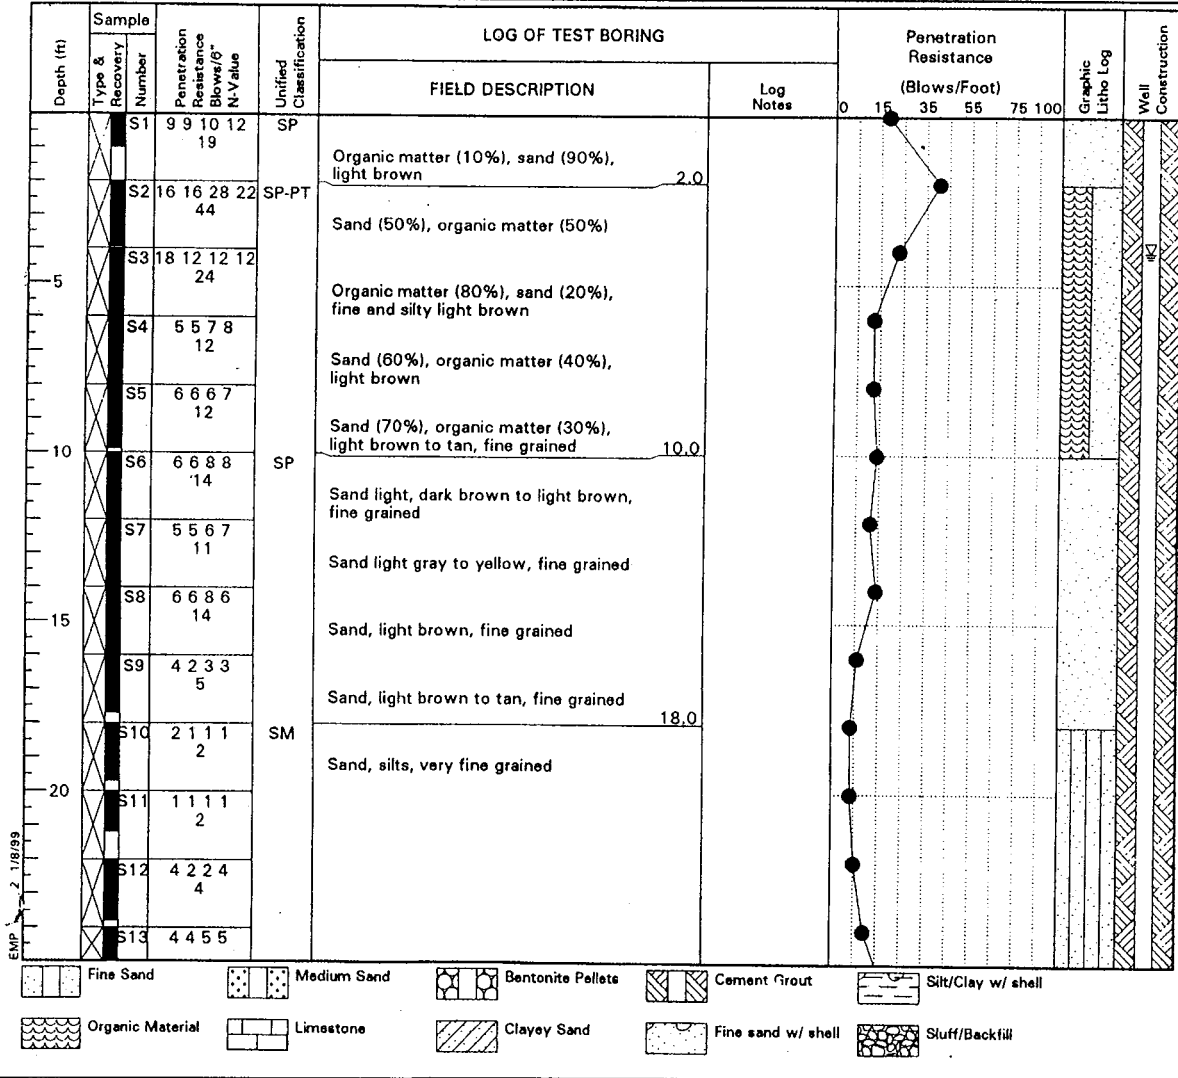 Depth (ft)
Sample
Type &
Recovery
Number
Penetration
Resistance
Blows/6"
N-Value
Unified
Classification
LOG OF TEST BORING
FIELD DESCRIPTION
Log
Notes
Penetration
Resistance
(Blows/Foot)
0 15 35 55 75 100
Graphic
Litho Log
Well
Construction
S1 9 9 10 12 SP
19
Organic matter (10%), sand (90%),
light brown 2.0
S2 16 16 28 22 SP-PT
44
Sand (50%), organic matter (50%)
S3 18 12 12 12
24
5
Organic matter (80%), sand (20%),
fine and silty light brown
S4 5 5 7 8
12
Sand (60%), organic matter (40%),
light brown
S5 6 6 6 7
12
Sand (70%), organic matter (30%),
light brown to tan, fine grained 10.0
10
S6 6 6 8 8 SP
14
Sand light, dark brown to light brown,
fine grained
S7 5 5 6 7
11
Sand light gray to yellow, fine grained
S8 6 6 8 6
14
15
Sand, light brown, fine grained
S9 4 2 3 3
5
Sand, light brown to tan, fine grained
18.0
S10 2 1 1 1 SM
2
Sand, silts, very fine grained
20
S11 1 1 1 1
2
S12 4 2 2 4
4
S13 4 4 5 5
EMP 2 1/8/99
Fine Sand
Medium Sand
Bentonite Pellets
Cement Grout
Silt/Clay w/ shell
Organic Material
Limestone
Clayey Sand
Fine sand w/ shell
Sluff/Backfill